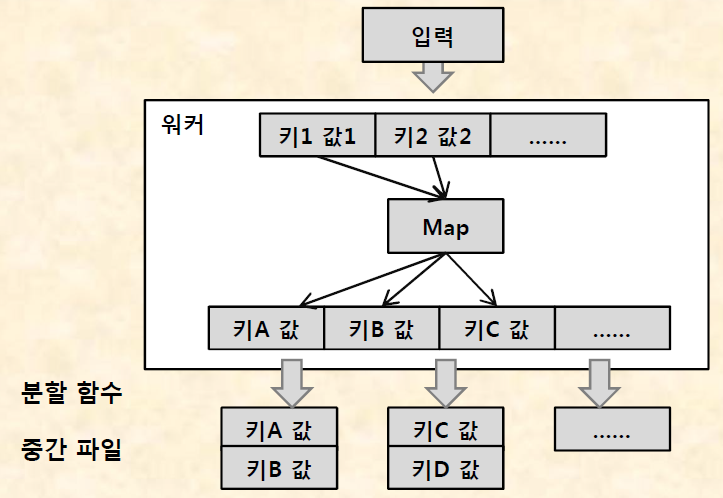 입력
워커
키1 값1 키2 값2 ......
Map
키A 값 키B 값 키C 값 ......
분할 함수
키A 값 키C 값 ......
중간 파일
키B 값 키D 값